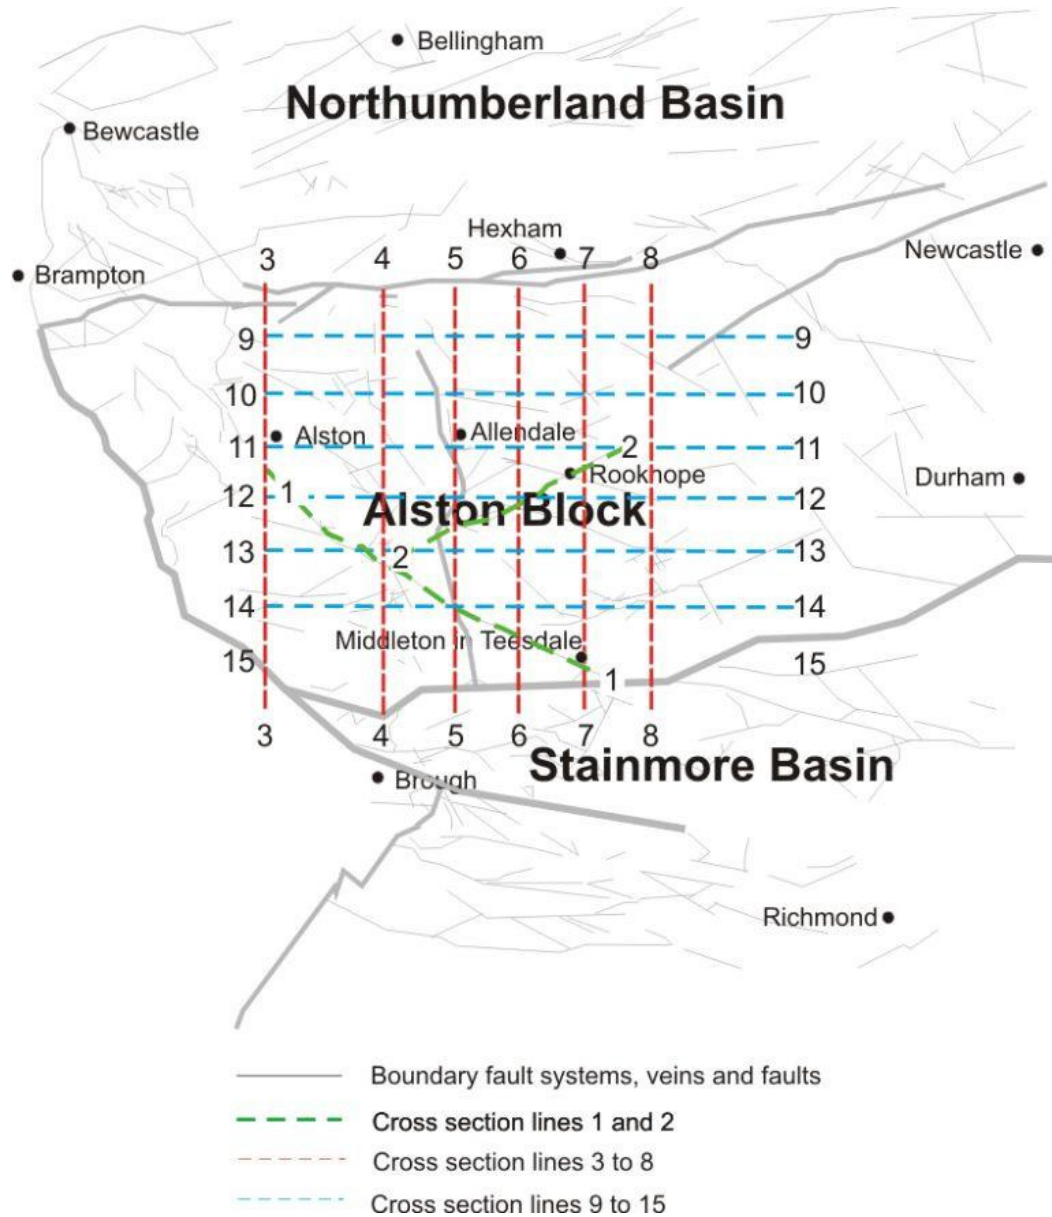 Bellingham
Northumberland Basin
Bewcastle
Hexham
3 4 5 6 7 8
Newcastle
Brampton
9 9
10 10
11 Alston Allendale 2 11
Rookhope
Durham
1
12 12
Alston Block
13 2 13
14 14
Middleton in Teesdale
15 1 15
3 4 5 6 7 8
Stainmore Basin
Brough
Richmond
Boundary fault systems, veins and faults
Cross section lines 1 and 2
Cross section lines 3 to 8
Cross section lines 9 to 15